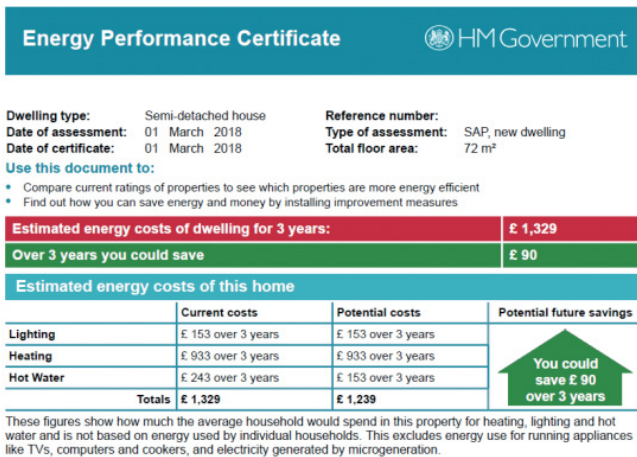 Energy Performance Certificate HM Government
Dwelling type: Semi-detached house Reference number:
Date of assessment: 01 March 2018 Type of assessment: SAP, new dwelling
Date of certificate: 01 March 2018 Total floor area: 72 m²
Use this document to:
• Compare current ratings of properties to see which properties are more energy efficient
• Find out how you can save energy and money by installing improvement measures
Estimated energy costs of dwelling for 3 years: £ 1,329
Over 3 years you could save £ 90
Estimated energy costs of this home
Current costs Potential costs Potential future savings
Lighting £ 153 over 3 years £ 153 over 3 years
Heating £ 933 over 3 years £ 933 over 3 years
Hot Water £ 243 over 3 years £ 153 over 3 years
Totals £ 1,329 £ 1,239
You could
save £ 90
over 3 years
These figures show how much the average household would spend in this property for heating, lighting and hot
water and is not based on energy used by individual households. This excludes energy use for running appliances
like TVs, computers and cookers, and electricity generated by microgeneration.